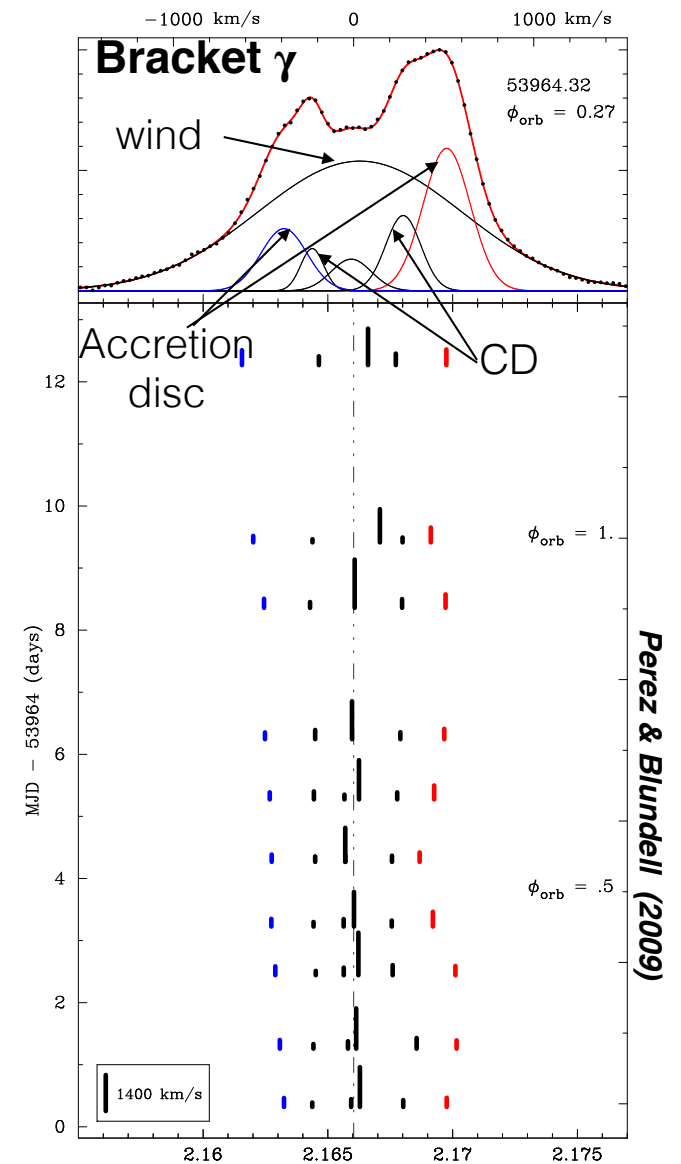 −1000 km/s 0 1000 km/s
Bracket γ
53964.32
ϕorb = 0.27
wind
Accretion
disc
CD
12
10
ϕorb = 1.
8
6
4
ϕorb = .5
2
0
MJD − 53964 (days)
Perez & Blundell (2009)
1400 km/s
2.16 2.165 2.17 2.175